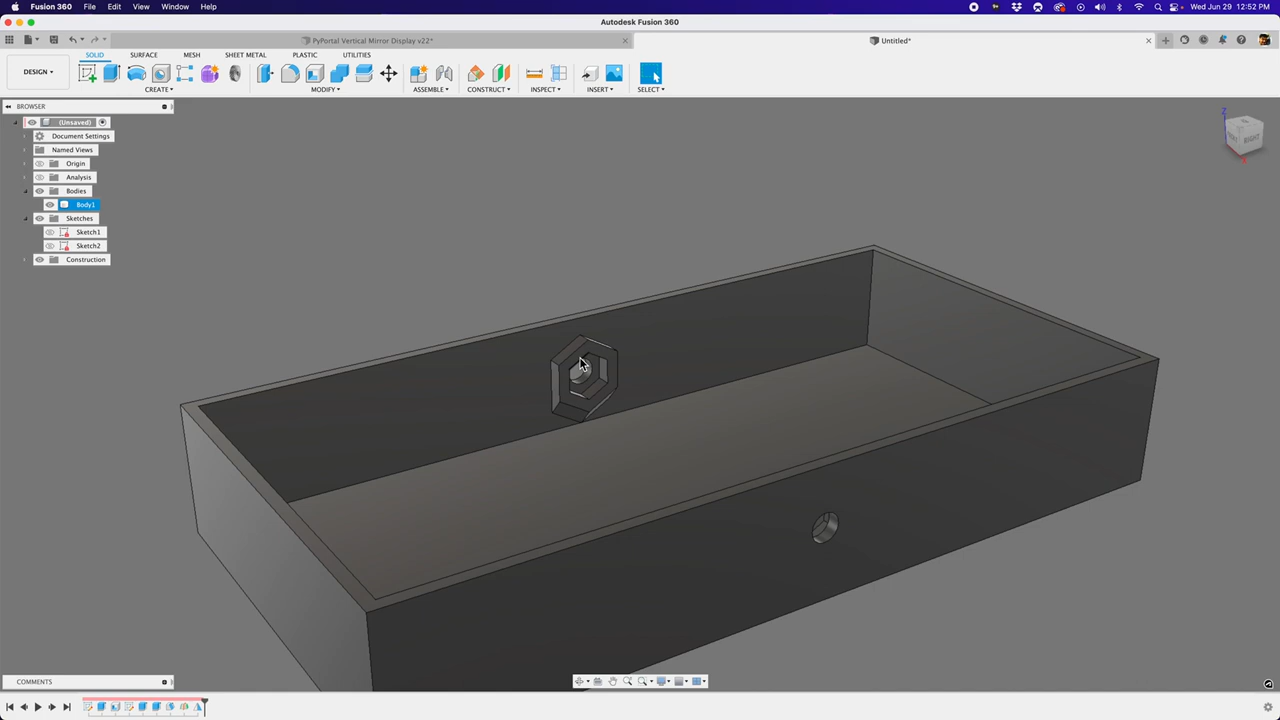 Fusion 360 File Edit View Window Help Wed Jun 29 12:52 PM
Autodesk Fusion 360
PyPortal Vertical Mirror Display v22* Untitled*
SOLID SURFACE MESH SHEET METAL PLASTIC UTILITIES
DESIGN
CREATE MODIFY ASSEMBLE CONSTRUCT INSPECT INSERT SELECT
BROWSER
(Unsaved)
Document Settings
Named Views
Origin
Analysis
Bodies
Body1
Sketches
Sketch1
Sketch2
Construction
Z
RIGHT
COMMENTS